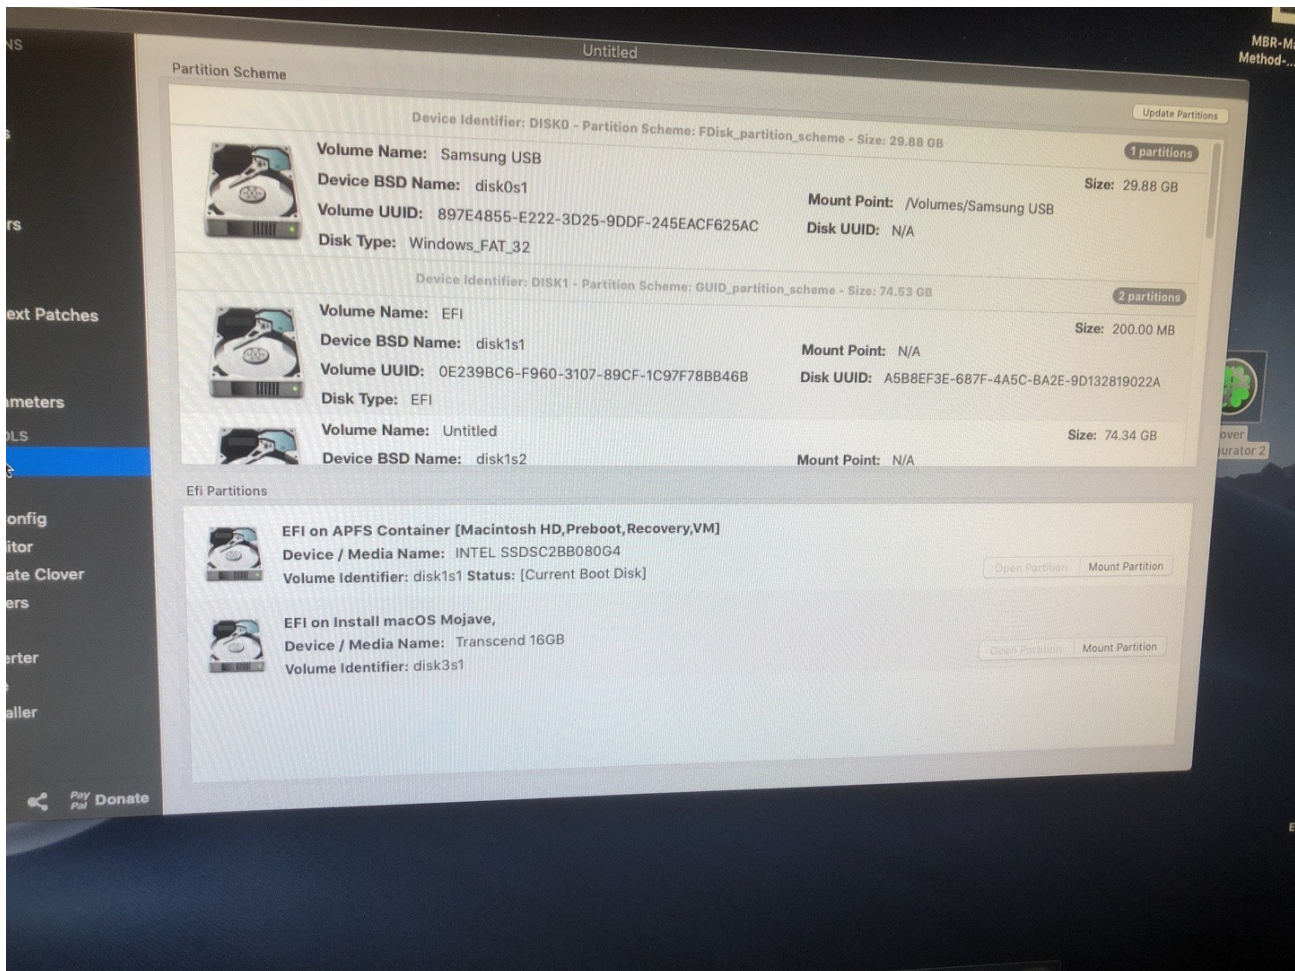 NS
Untitled
MBR-Ma
Method-...
Partition Scheme
Update Partitions
Device Identifier: DISK0 - Partition Scheme: FDisk_partition_scheme - Size: 29.88 GB
1 partitions
Volume Name: Samsung USB
Size: 29.88 GB
Device BSD Name: disk0s1
Mount Point: /Volumes/Samsung USB
Volume UUID: 897E4855-E222-3D25-9DDF-245EACF625AC
Disk UUID: N/A
Disk Type: Windows_FAT_32
Device Identifier: DISK1 - Partition Scheme: GUID_partition_scheme - Size: 74.53 GB
2 partitions
Volume Name: EFI
Size: 200.00 MB
Device BSD Name: disk1s1
Mount Point: N/A
Volume UUID: 0E239BC6-F960-3107-89CF-1C97F78BB46B
Disk UUID: A5B8EF3E-687F-4A5C-BA2E-9D132819022A
Disk Type: EFI
Volume Name: Untitled
Size: 74.34 GB
Device BSD Name: disk1s2
Mount Point: N/A
rs
ext Patches
ameters
OLS
onfig
itor
ate Clover
ers
erter
aller
Pay
Pal
Donate
over
gurator 2
Efi Partitions
EFI on APFS Container [Macintosh HD,Preboot,Recovery,VM]
Device / Media Name: INTEL SSDSC2BB080G4
Volume Identifier: disk1s1 Status: [Current Boot Disk]
Open Partition Mount Partition
EFI on Install macOS Mojave,
Device / Media Name: Transcend 16GB
Volume Identifier: disk3s1
Open Partition Mount Partition